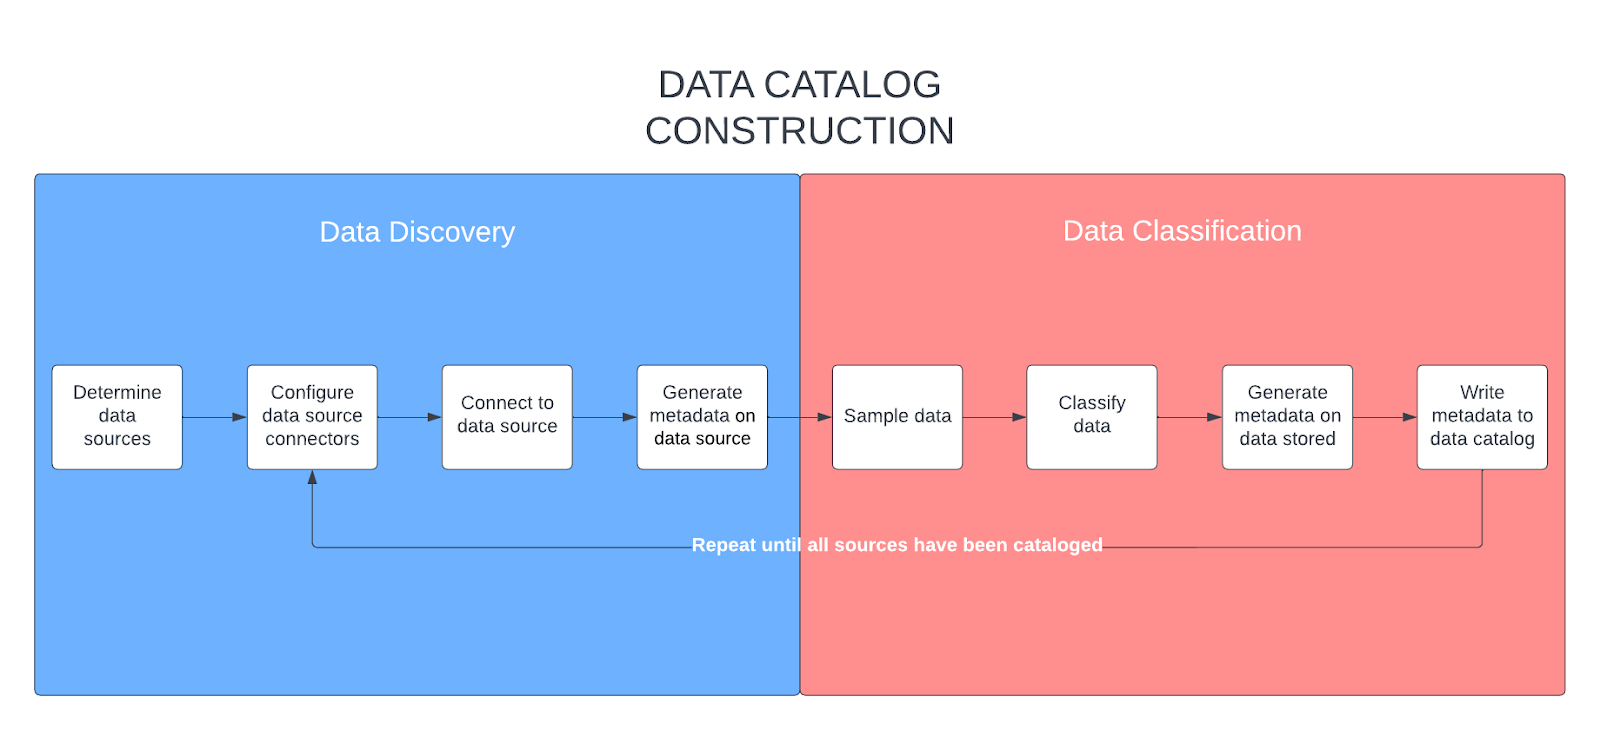 DATA CATALOG
CONSTRUCTION
Data Discovery
Data Classification
Determine
data
sources
Configure
data source
connectors
Connect to
data source
Generate
metadata on
data source
Sample data
Classify
data
Generate
metadata on
data stored
Write
metadata to
data catalog
Repeat until all sources have been cataloged